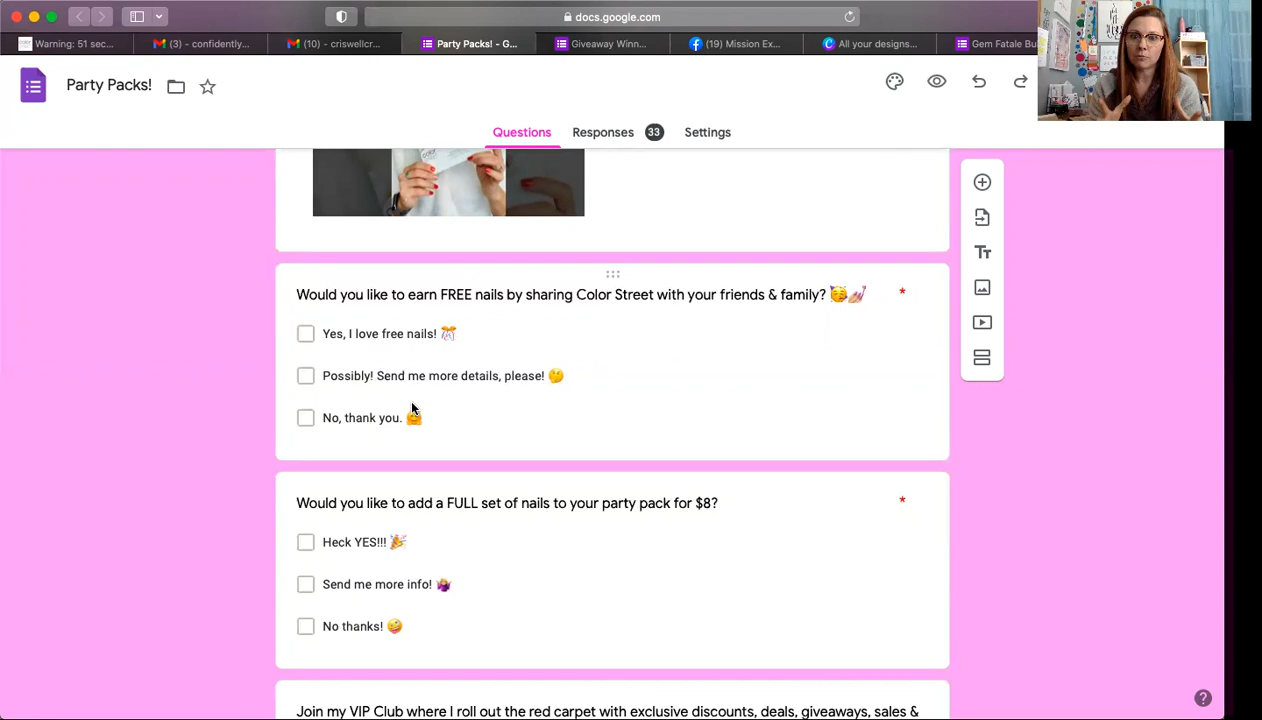 docs.google.com
Warning: 51 sec...
(3) - confidently...
(10) - criswellcr...
Party Packs! - G...
Giveaway Winn...
(19) Mission Ex...
All your designs...
Gem Fatale Bu
Party Packs!
Questions
Responses 33
Settings
Would you like to earn FREE nails by sharing Color Street with your friends & family? 🥳💅 *
Yes, I love free nails! 🎊
Possibly! Send me more details, please! 🤔
No, thank you. 🤗
Would you like to add a FULL set of nails to your party pack for $8? *
Heck YES!!! 🎉
Send me more info! 🤷‍♀️
No thanks! 🤪
Join my VIP Club where I roll out the red carpet with exclusive discounts, deals, giveaways, sales &